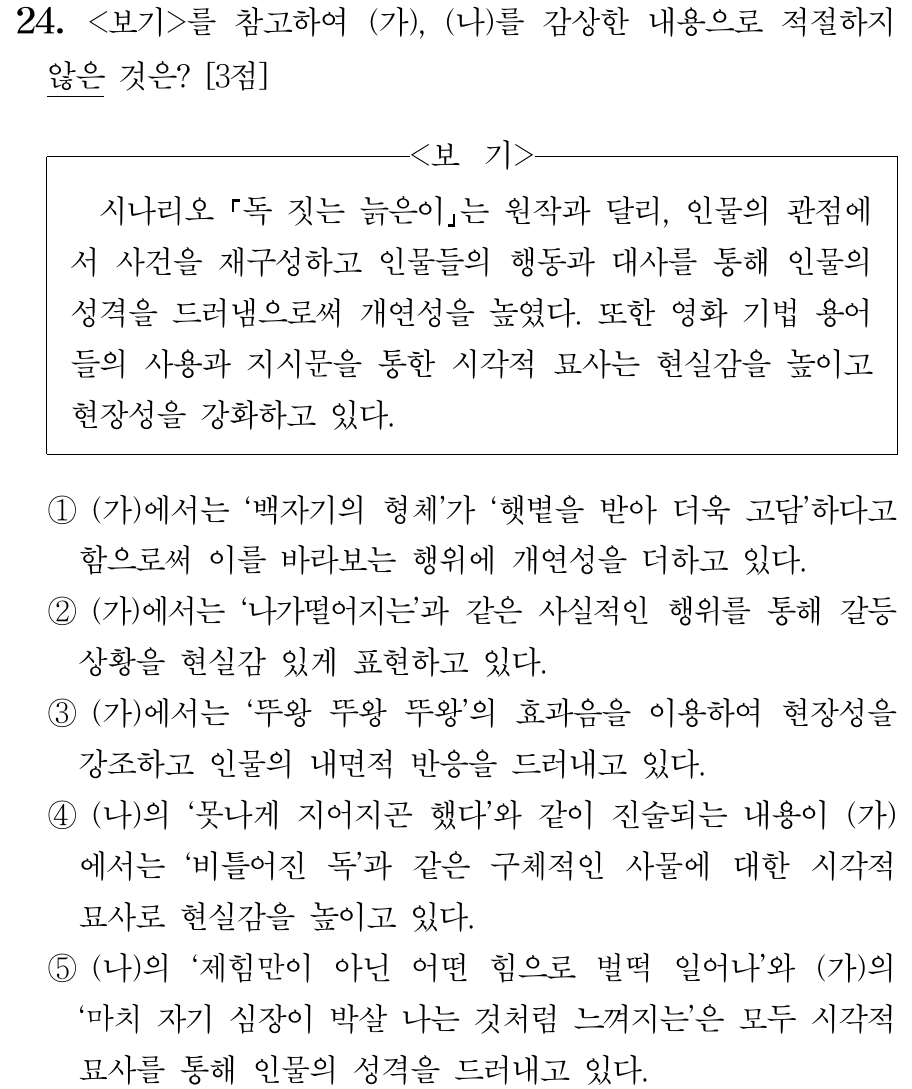 24. <보기>를 참고하여 (가), (나)를 감상한 내용으로 적절하지
않은 것은? [3점]
<보 기>
시나리오 「독 짓는 늙은이」는 원작과 달리, 인물의 관점에
서 사건을 재구성하고 인물들의 행동과 대사를 통해 인물의
성격을 드러냄으로써 개연성을 높였다. 또한 영화 기법 용어
들의 사용과 지시문을 통한 시각적 묘사는 현실감을 높이고
현장성을 강화하고 있다.
① (가)에서는 ‘백자기의 형체’가 ‘햇볕을 받아 더욱 고담’하다고
함으로써 이를 바라보는 행위에 개연성을 더하고 있다.
② (가)에서는 ‘나가떨어지는’과 같은 사실적인 행위를 통해 갈등
상황을 현실감 있게 표현하고 있다.
③ (가)에서는 ‘뚜왕 뚜왕 뚜왕’의 효과음을 이용하여 현장성을
강조하고 인물의 내면적 반응을 드러내고 있다.
④ (나)의 ‘못나게 지어지곤 했다’와 같이 진술되는 내용이 (가)
에서는 ‘비틀어진 독’과 같은 구체적인 사물에 대한 시각적
묘사로 현실감을 높이고 있다.
⑤ (나)의 ‘제힘만이 아닌 어떤 힘으로 벌떡 일어나’와 (가)의
‘마치 자기 심장이 박살 나는 것처럼 느껴지는’은 모두 시각적
묘사를 통해 인물의 성격을 드러내고 있다.